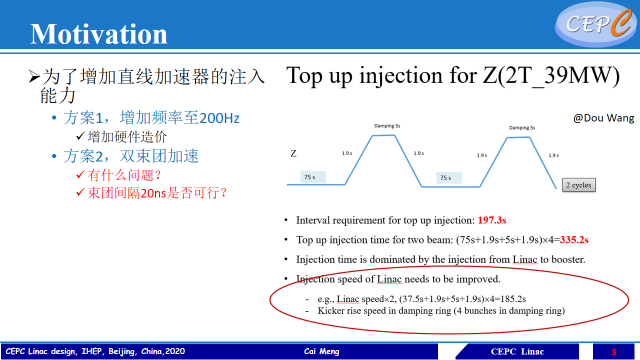 Motivation
CEPC
➤为了增加直线加速器的注入
能力
• 方案1，增加频率至200Hz
✓增加硬件造价
• 方案2，双束团加速
✓有什么问题？
✓束团间隔20ns是否可行？
Top up injection for Z(2T_39MW)
@Dou Wang
Damping 5s
Damping 5s
Z
1.9 s
1.9 s
1.9 s
1.9 s
75 s
75 s
2 cycles
• Interval requirement for top up injection: 197.3s
• Top up injection time for two beam: (75s+1.9s+5s+1.9s)×4=335.2s
• Injection time is dominated by the injection from Linac to booster.
• Injection speed of Linac needs to be improved.
- e.g., Linac speed×2, (37.5s+1.9s+5s+1.9s)×4=185.2s
- Kicker rise speed in damping ring (4 bunches in damping ring)
CEPC Linac design, IHEP, Beijing, China,2020
Cai Meng
CEPC Linac
3